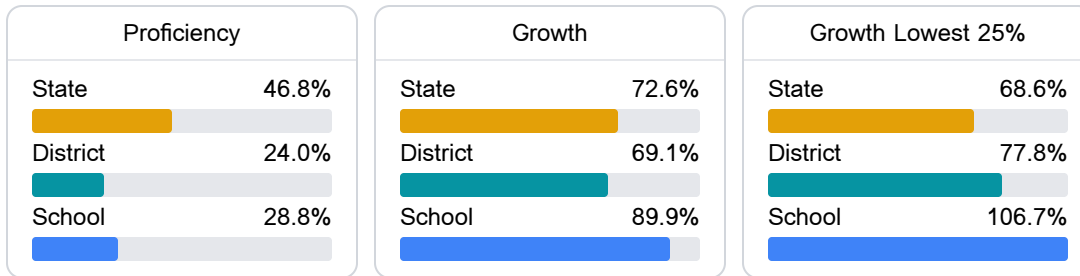 Proficiency
State 46.8%
District 24.0%
School 28.8%
Growth
State 72.6%
District 69.1%
School 89.9%
Growth Lowest 25%
State 68.6%
District 77.8%
School 106.7%